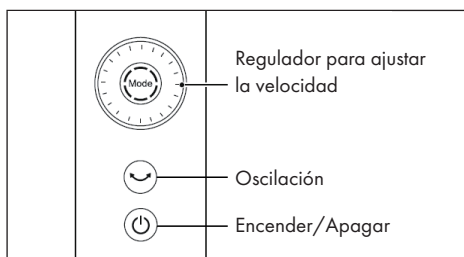 Regulador para ajustar
la velocidad
Mode
Oscilación
Encender/Apagar